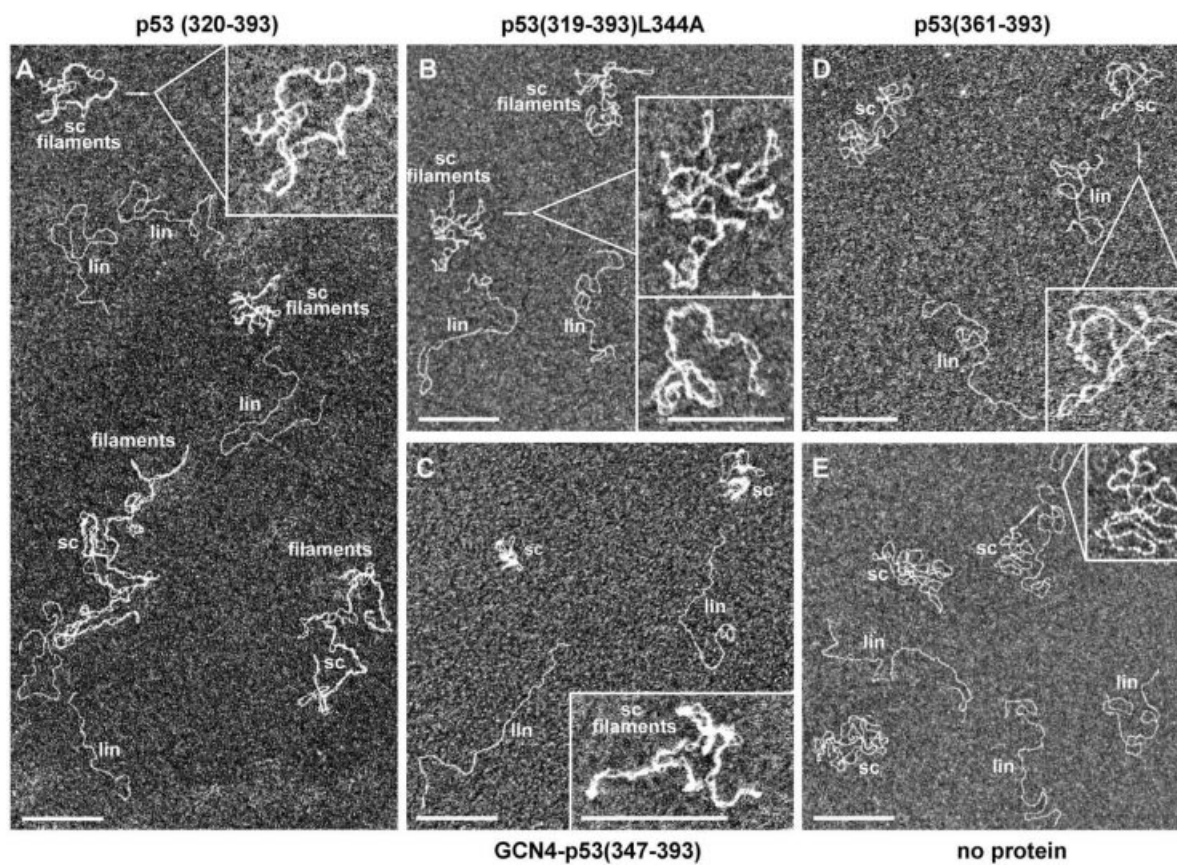 p53 (320-393)
p53(319-393)L344A
p53(361-393)
A
sc
filaments
lin
lin
sc
filaments
lin
filaments
sc
filaments
sc
lin
B
sc
filaments
sc
filaments
lin
lin
C
sc
sc
lin
lin
sc
filaments
D
sc
lin
lin
E
sc
sc
lin
lin
sc
lin
GCN4-p53(347-393)
no protein